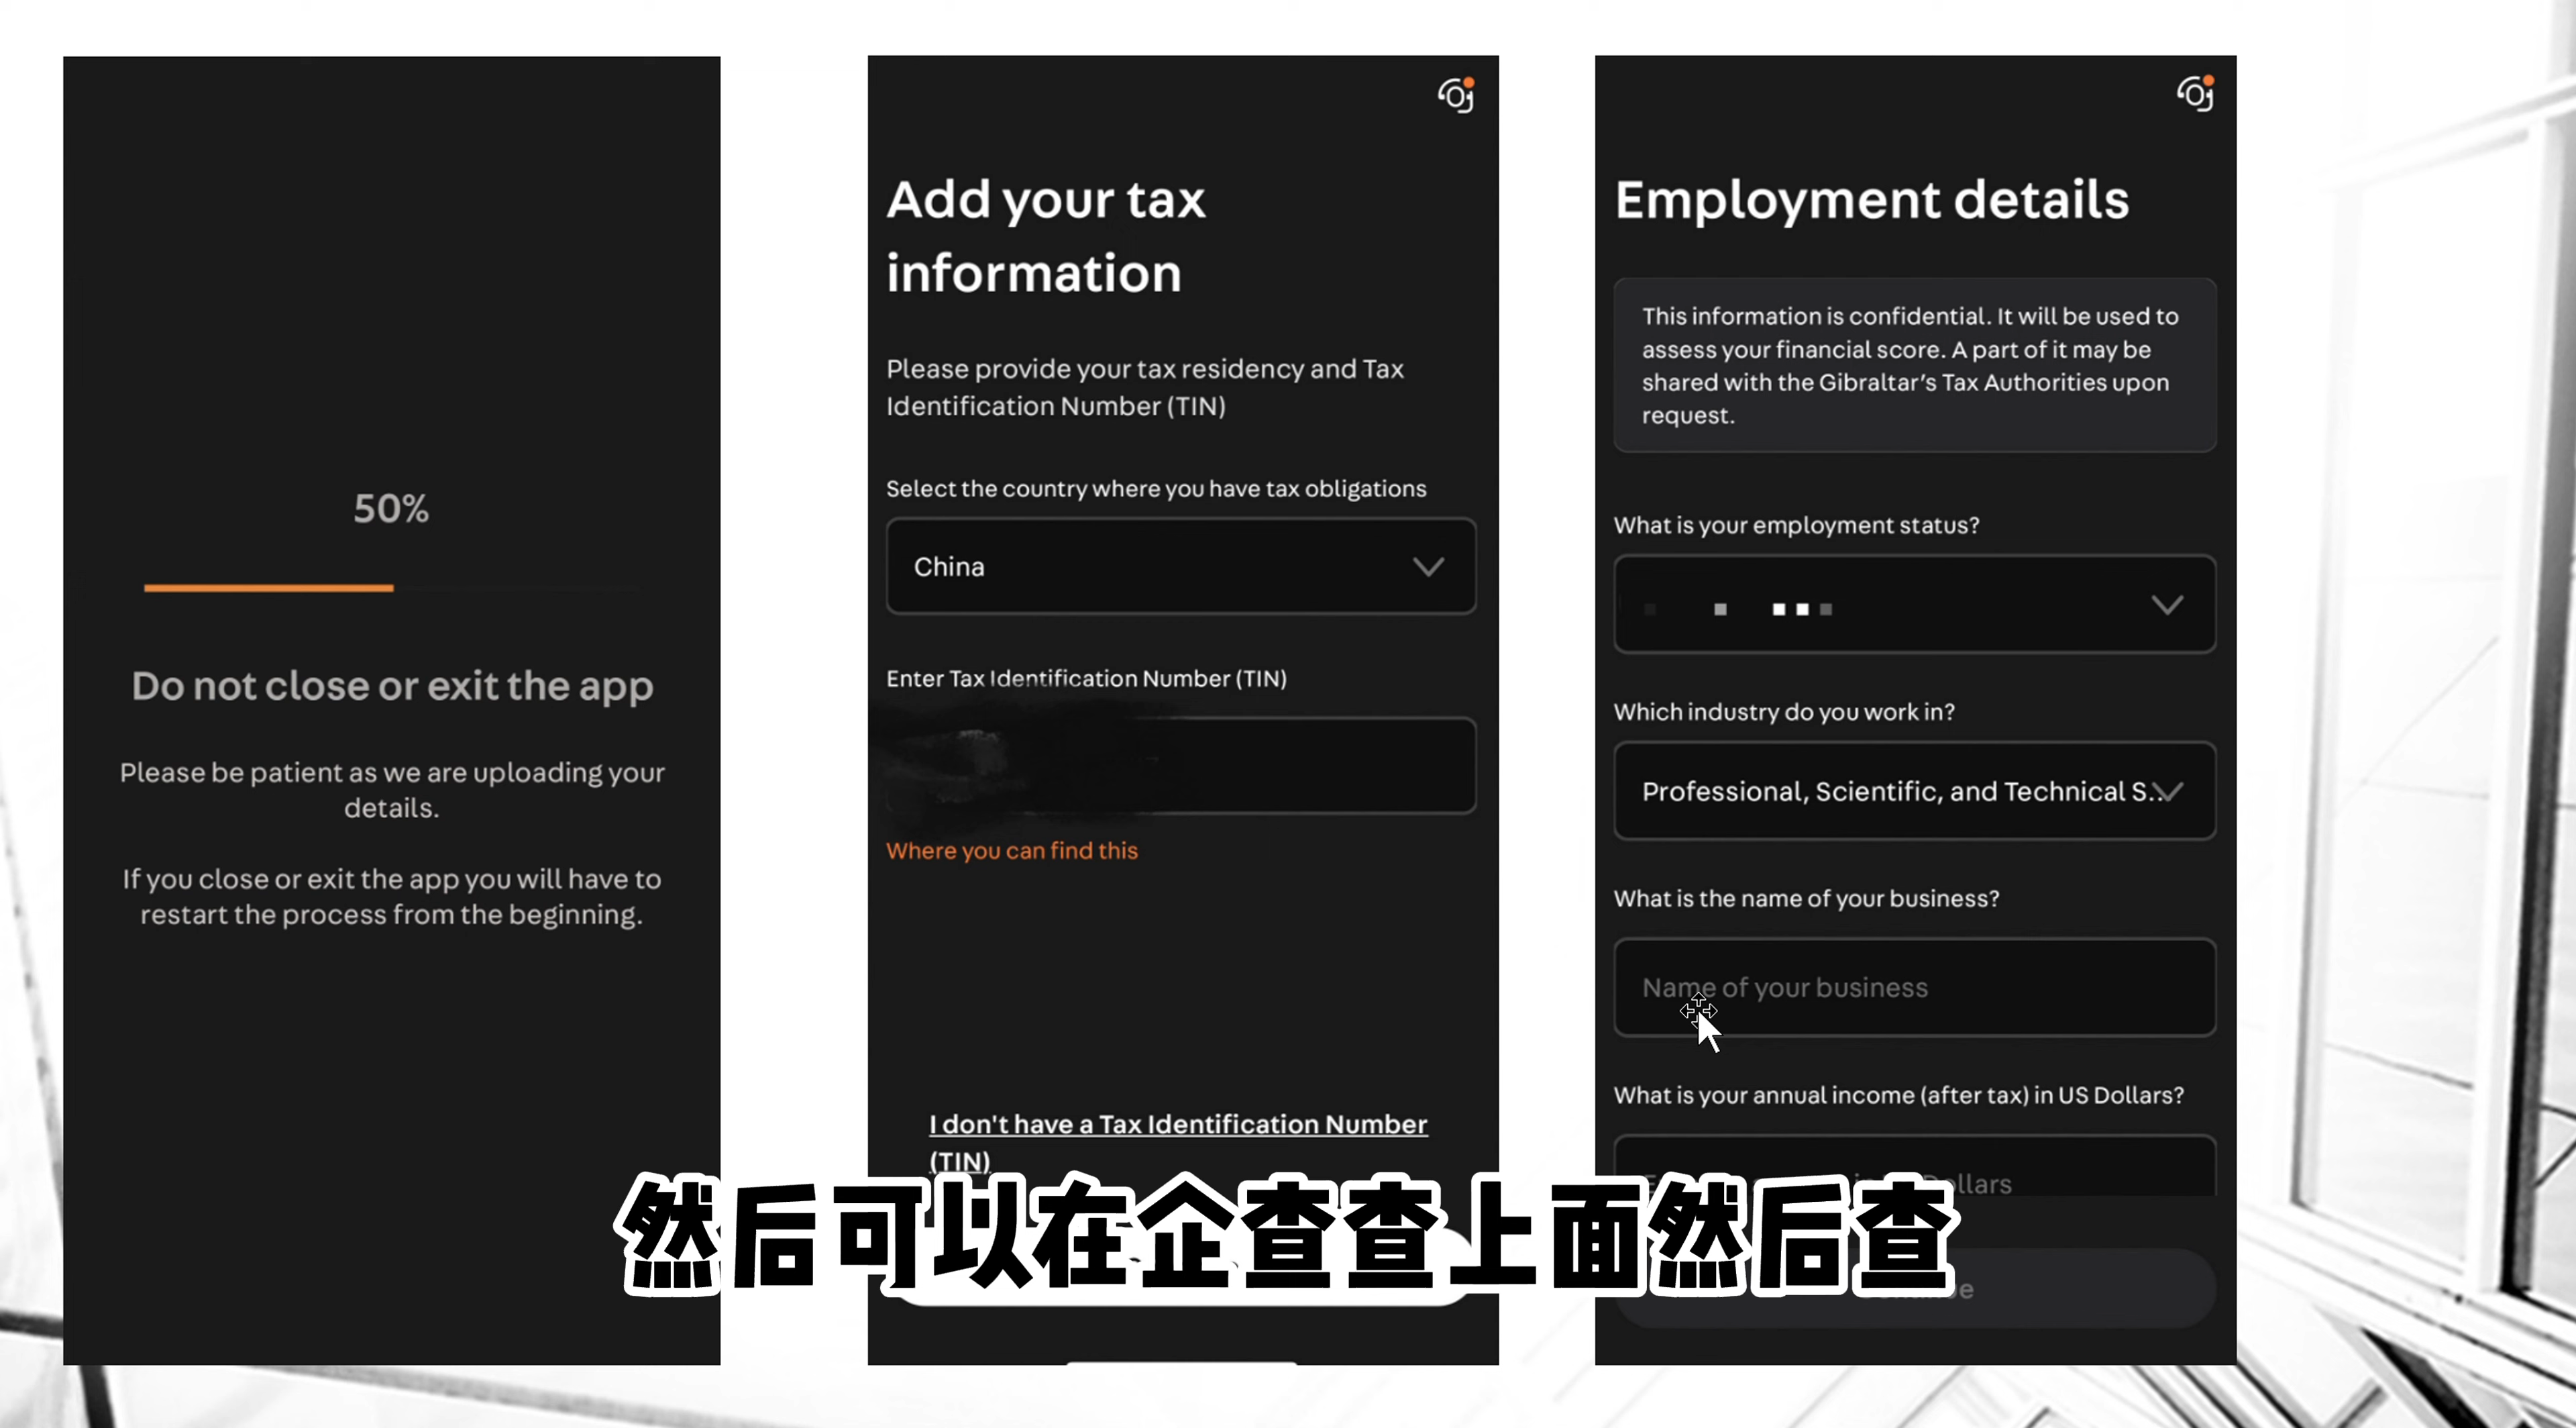 50%
Do not close or exit the app
Please be patient as we are uploading your
details.
If you close or exit the app you will have to
restart the process from the beginning.
Add your tax
information
Please provide your tax residency and Tax
Identification Number (TIN)
Select the country where you have tax obligations
China
Enter Tax Identification Number (TIN)
Where you can find this
I don't have a Tax Identification Number
(TIN)
Employment details
This information is confidential. It will be used to
assess your financial score. A part of it may be
shared with the Gibraltar's Tax Authorities upon
request.
What is your employment status?
Which industry do you work in?
Professional, Scientific, and Technical S...
What is the name of your business?
Name of your business
What is your annual income (after tax) in US Dollars?
然后可以在企查查上面然后查